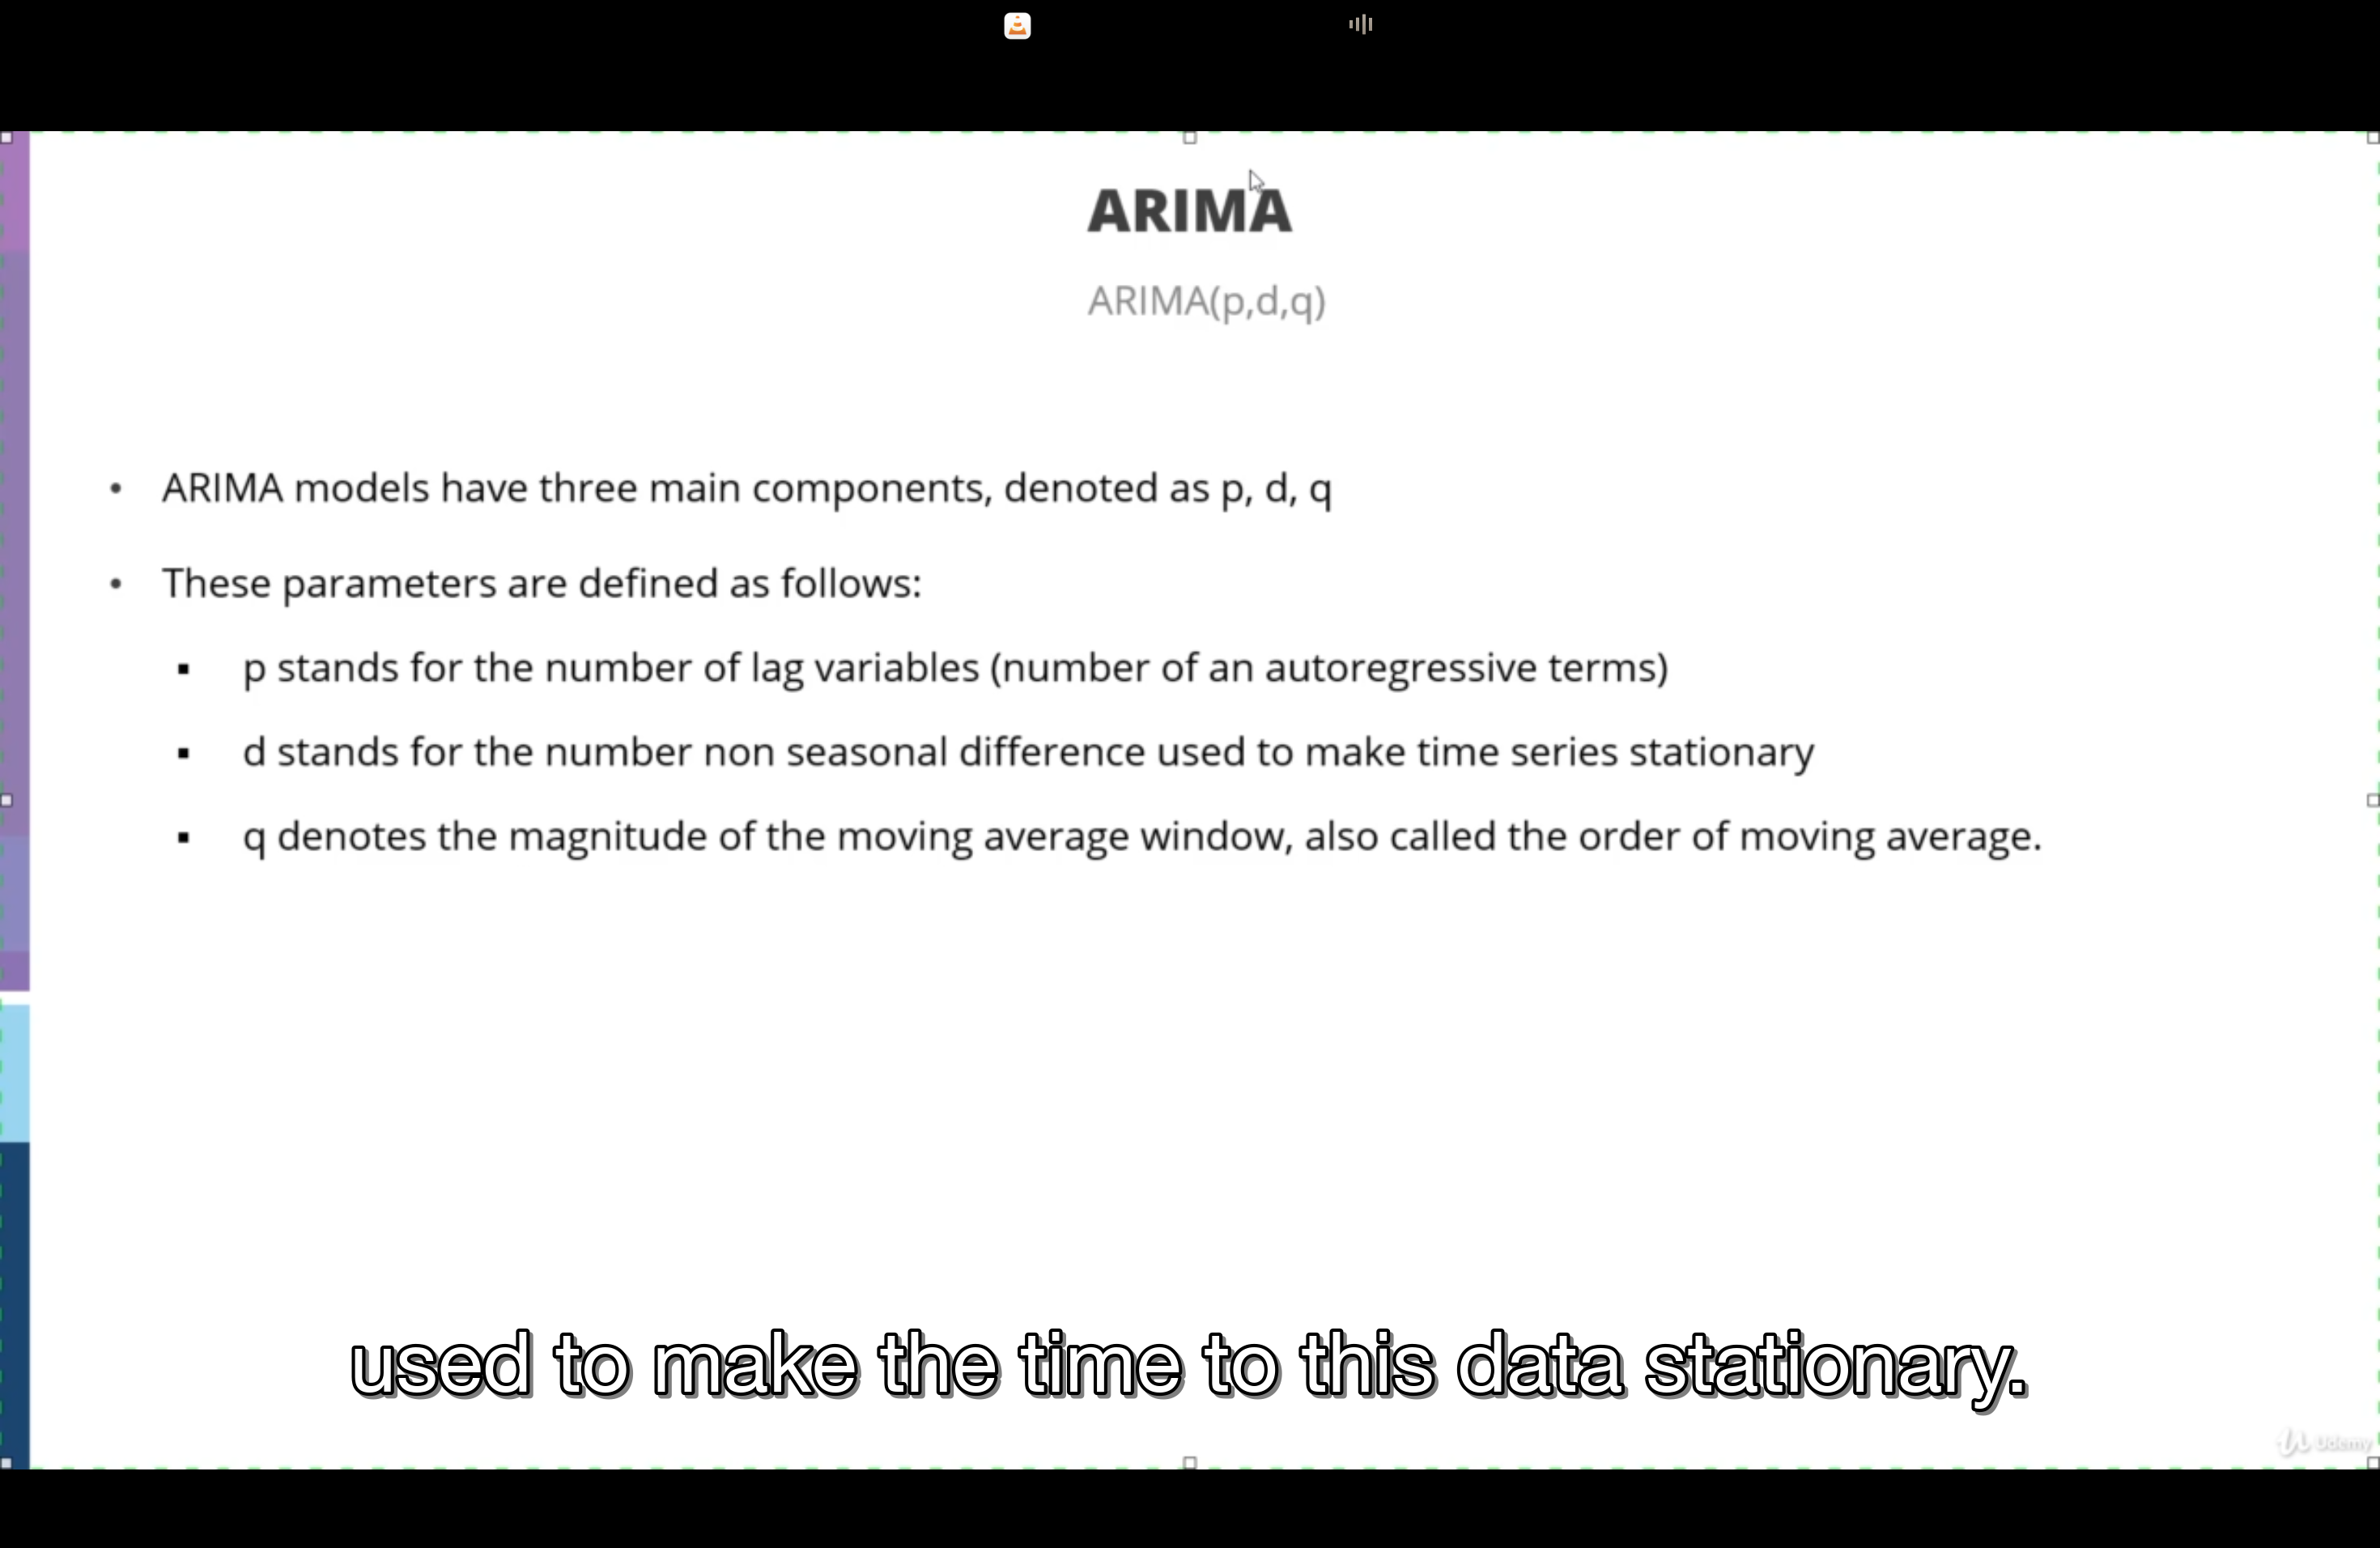 ARIMA
ARIMA(p,d,q)
• ARIMA models have three main components, denoted as p, d, q
• These parameters are defined as follows:
▪ p stands for the number of lag variables (number of an autoregressive terms)
▪ d stands for the number non seasonal difference used to make time series stationary
▪ q denotes the magnitude of the moving average window, also called the order of moving average.
used to make the time to this data stationary.
Udemy